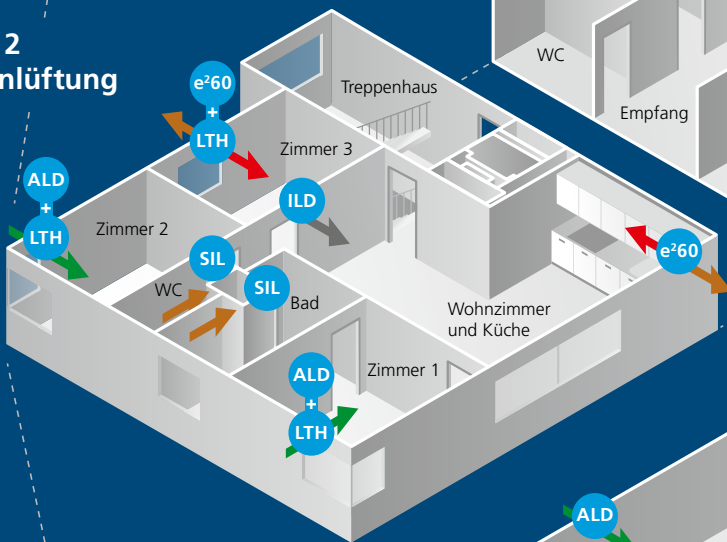 2
nlüftung
e²60
+
LTH
Treppenhaus
WC
Empfang
Zimmer 3
ALD
+
LTH
Zimmer 2
ILD
SIL
SIL
WC
Bad
e²60
Wohnzimmer
und Küche
ALD
+
LTH
Zimmer 1
ALD